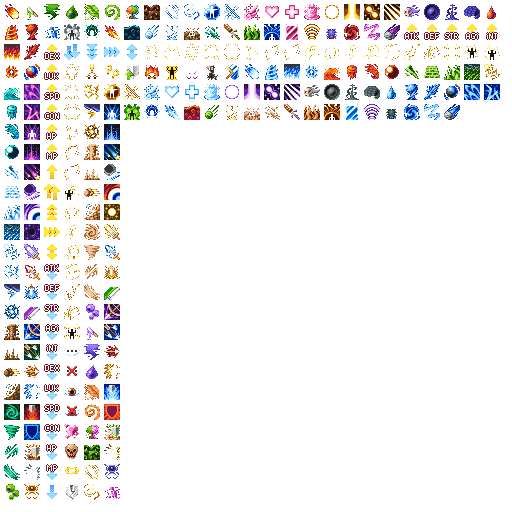 ATK DEF STR AGI INT
DEX
LUK
SPD
CON
HP
MP
ATK
DEF
STR
AGI
INT
DEX
LUK
SPD
CON
HP
MP